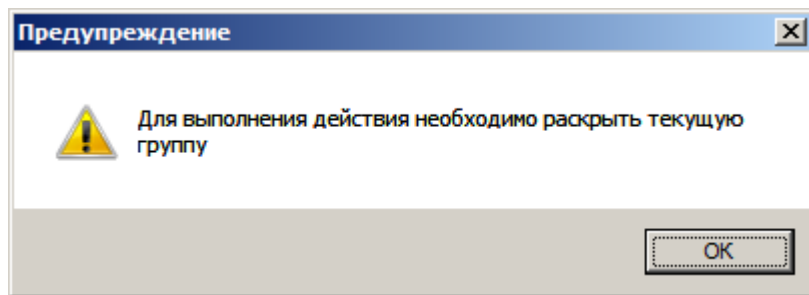 Предупреждение
Для выполнения действия необходимо раскрыть текущую
группу
OK